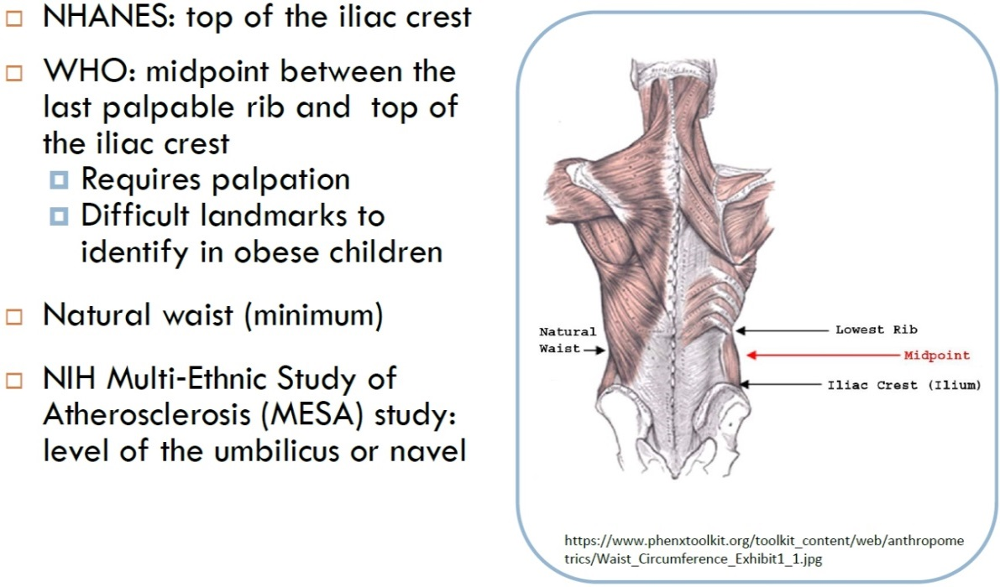 NHANES: top of the iliac crest
WHO: midpoint between the
last palpable rib and top of
the iliac crest
Requires palpation
Difficult landmarks to
identify in obese children
Natural waist (minimum)
NIH Multi-Ethnic Study of
Atherosclerosis (MESA) study:
level of the umbilicus or navel
Natural
Waist
Lowest Rib
Midpoint
Iliac Crest (Ilium)
https://www.phenxtoolkit.org/toolkit_content/web/anthropome
trics/Waist_Circumference_Exhibit1_1.jpg